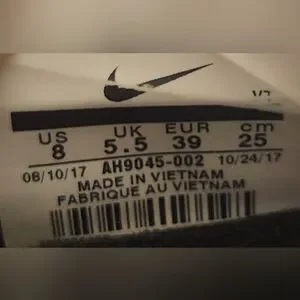 US UK EUR cm
8 5.5 39 25
08/10/17 AH9045-002 10/24/17
MADE IN VIETNAM
FABRIQUE AU VIETNAM